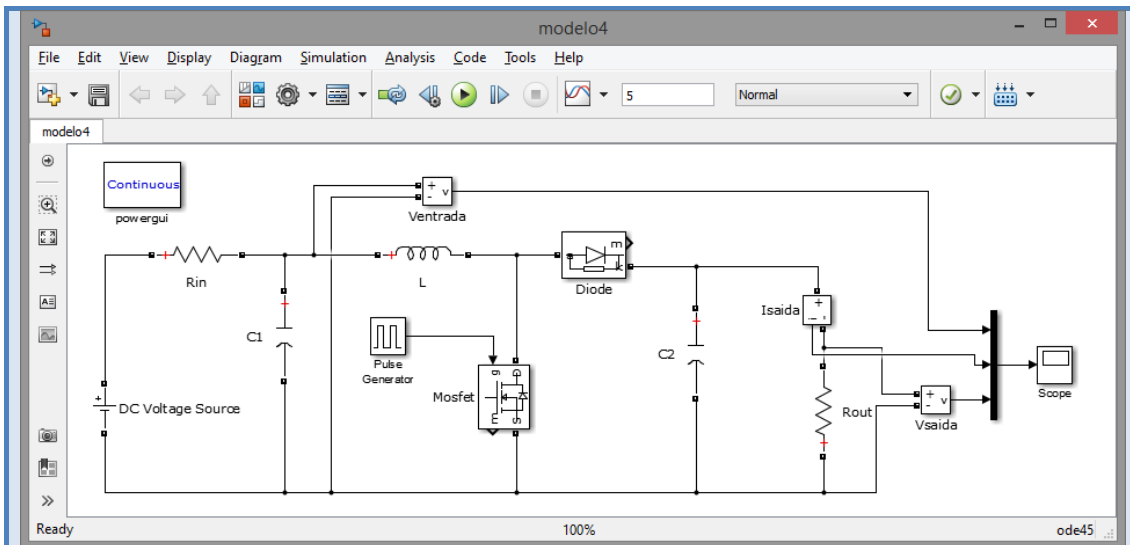 modelo4
File Edit View Display Diagram Simulation Analysis Code Tools Help
5 Normal
modelo4
Continuous
powergui
+ - v
Ventrada
Rin
L
m
a k
Diode
C1
Pulse
Generator
g D
Mosfet
m S
Isaida
+ i -
C2
Rout
+ - v
Vsaida
Scope
+
DC Voltage Source
Ready 100% ode45